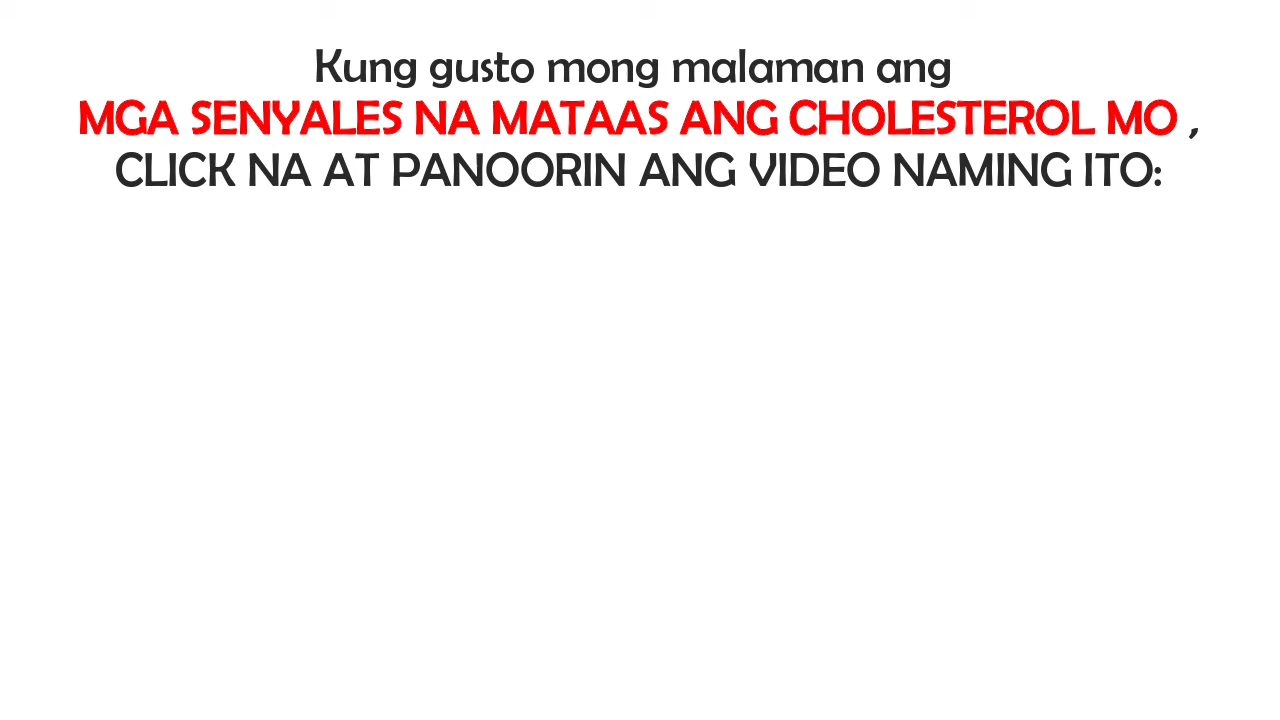 Kung gusto mong malaman ang
MGA SENYALES NA MATAAS ANG CHOLESTEROL MO ,
CLICK NA AT PANOORIN ANG VIDEO NAMING ITO: